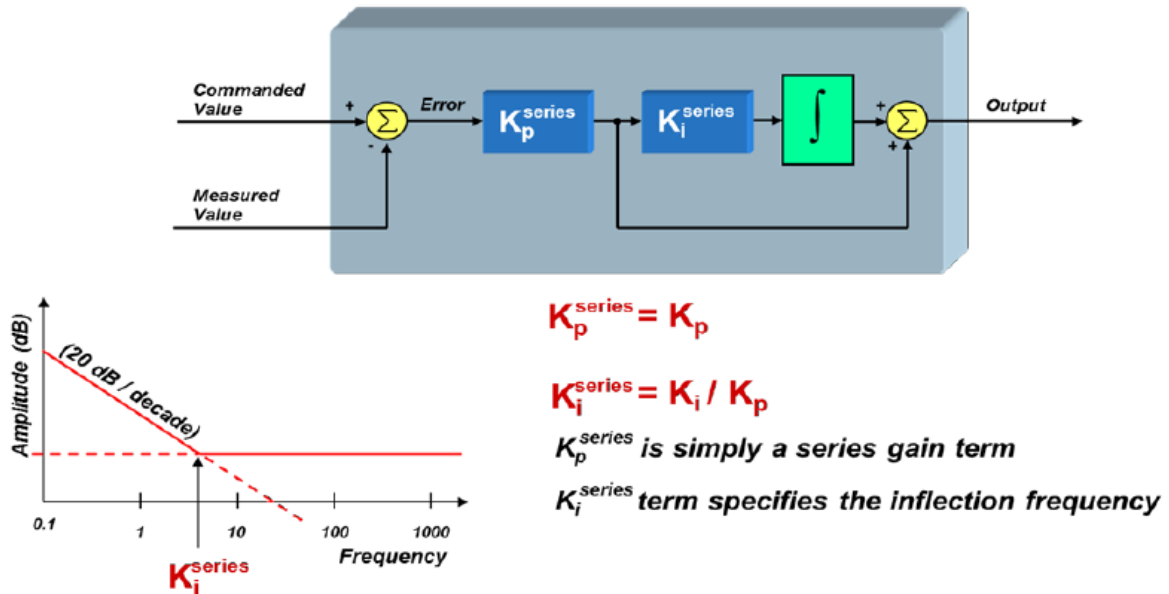 Commanded
Value
+
Σ
-
Error
K_p^series
K_i^series
∫
+
Σ
+
Output
Measured
Value
Amplitude (dB)
(20 dB / decade)
0.1
1
10
100
1000
Frequency
K_i^series
K_p^series = K_p
K_i^series = K_i / K_p
K_p^series is simply a series gain term
K_i^series term specifies the inflection frequency